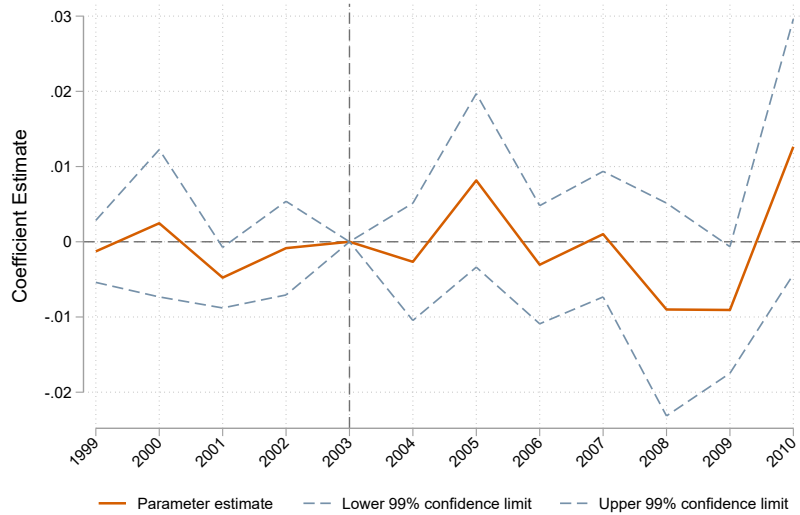 .03
.02
.01
0
-.01
-.02
Coefficient Estimate
1999 2000 2001 2002 2003 2004 2005 2006 2007 2008 2009 2010
Parameter estimate Lower 99% confidence limit Upper 99% confidence limit